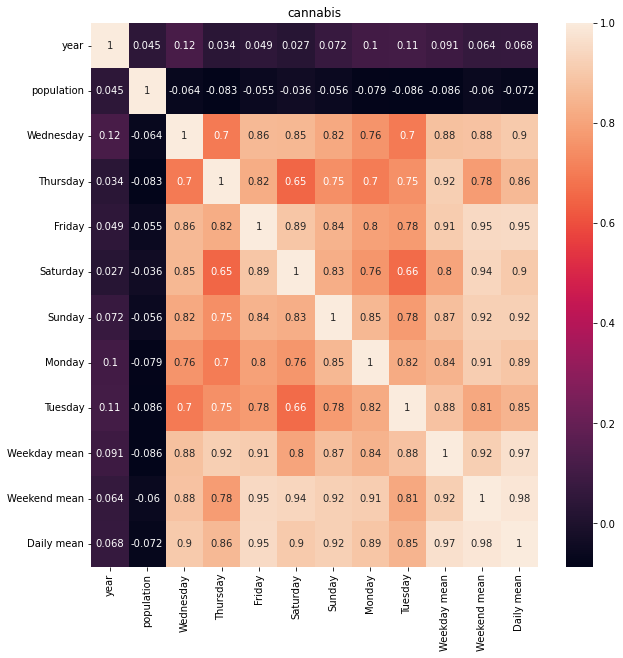 cannabis
year 1 0.045 0.12 0.034 0.049 0.027 0.072 0.1 0.11 0.091 0.064 0.068
population 0.045 1 -0.064 -0.083 -0.055 -0.036 -0.056 -0.079 -0.086 -0.086 -0.06 -0.072
Wednesday 0.12 -0.064 1 0.7 0.86 0.85 0.82 0.76 0.7 0.88 0.88 0.9
Thursday 0.034 -0.083 0.7 1 0.82 0.65 0.75 0.7 0.75 0.92 0.78 0.86
Friday 0.049 -0.055 0.86 0.82 1 0.89 0.84 0.8 0.78 0.91 0.95 0.95
Saturday 0.027 -0.036 0.85 0.65 0.89 1 0.83 0.76 0.66 0.8 0.94 0.9
Sunday 0.072 -0.056 0.82 0.75 0.84 0.83 1 0.85 0.78 0.87 0.92 0.92
Monday 0.1 -0.079 0.76 0.7 0.8 0.76 0.85 1 0.82 0.84 0.91 0.89
Tuesday 0.11 -0.086 0.7 0.75 0.78 0.66 0.78 0.82 1 0.88 0.81 0.85
Weekday mean 0.091 -0.086 0.88 0.92 0.91 0.8 0.87 0.84 0.88 1 0.92 0.97
Weekend mean 0.064 -0.06 0.88 0.78 0.95 0.94 0.92 0.91 0.81 0.92 1 0.98
Daily mean 0.068 -0.072 0.9 0.86 0.95 0.9 0.92 0.89 0.85 0.97 0.98 1
year population Wednesday Thursday Friday Saturday Sunday Monday Tuesday Weekday mean Weekend mean Daily mean
1.0
0.8
0.6
0.4
0.2
0.0